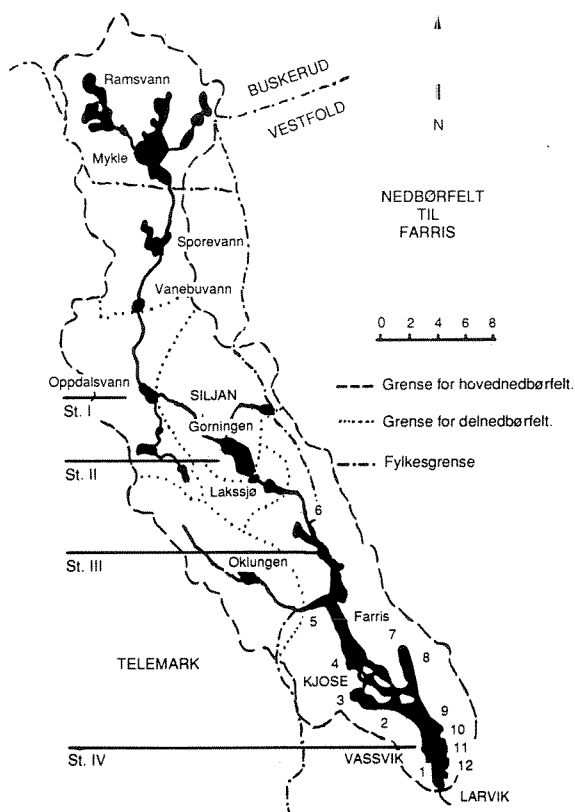 Ramsvann
BUSKERUD
VESTFOLD
N
Mykle
NEDBØRFELT
TIL
FARRIS
Sporevann
Vanebuvann
0 2 4 6 8
Oppdalsvann
SILJAN
Grense for hovednedbørfelt.
St. I
Gorningen
Grense for delnedbørfelt.
St. II
Fylkesgrense
Lakssjø
6
St. III
Oklungen
5
Farris
7
8
TELEMARK
4
KJOSE
3
2
9
10
St. IV
VASSVIK
11
1
12
LARVIK